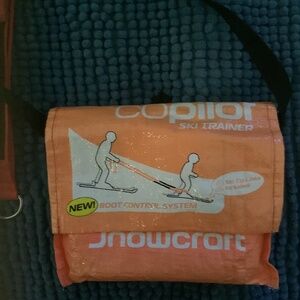 copilot
SKI TRAINER
NEW!
BOOT CONTROL SYSTEM
Snowcraft